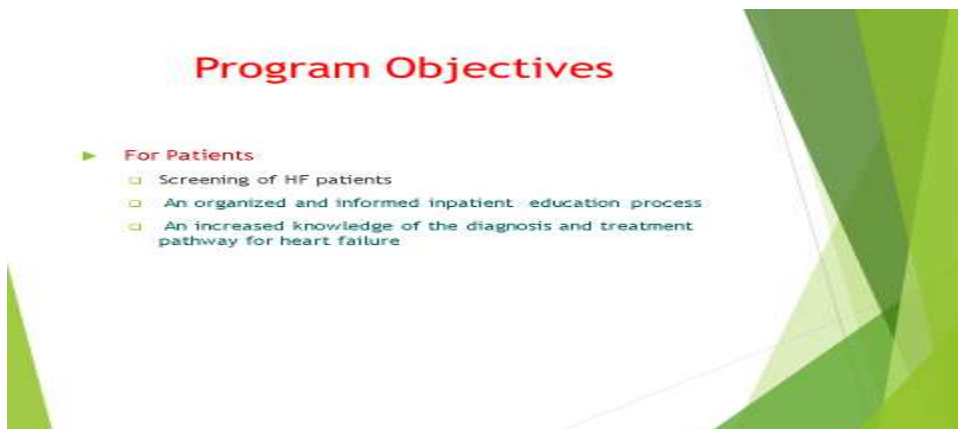 Program Objectives
For Patients
Screening of HF patients
An organized and informed inpatient education process
An increased knowledge of the diagnosis and treatment
pathway for heart failure